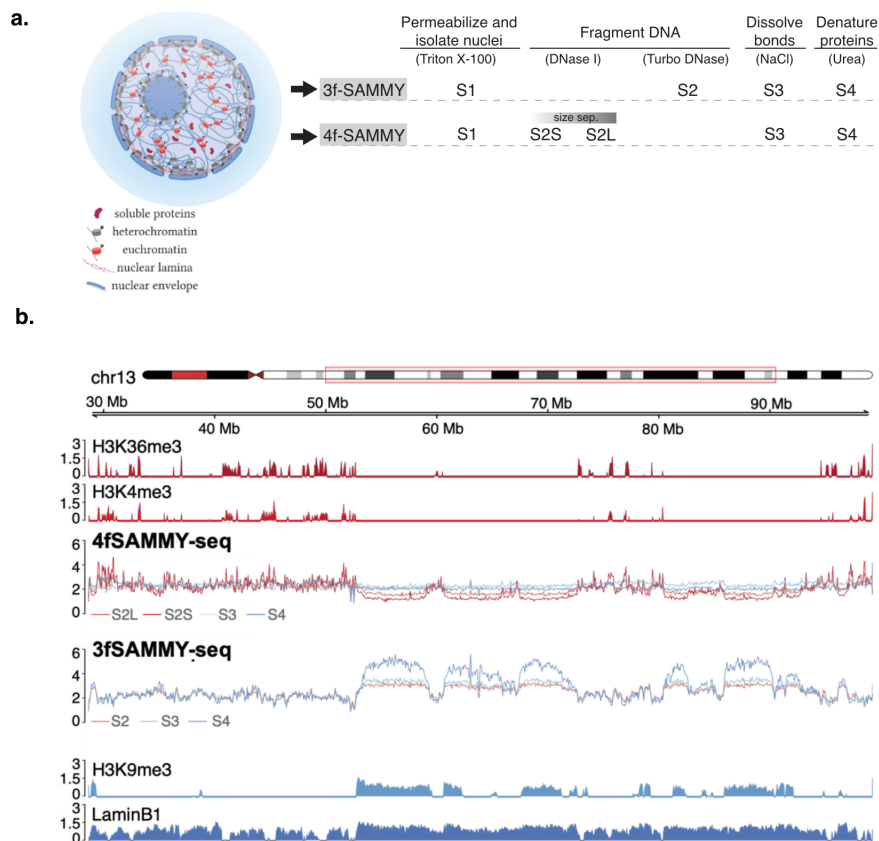 a.
Permeabilize and
isolate nuclei
(Triton X-100)
Fragment DNA
(DNase I)
(Turbo DNase)
Dissolve
bonds
(NaCl)
Denature
proteins
(Urea)
3f-SAMMY S1 S2 S3 S4
size sep.
4f-SAMMY S1 S2S S2L S3 S4
soluble proteins
heterochromatin
euchromatin
nuclear lamina
nuclear envelope
b.
chr13
30 Mb 50 Mb 70 Mb 90 Mb
40 Mb 60 Mb 80 Mb
3
1.5
0
H3K36me3
3
1.5
0
H3K4me3
6
4
2
0
4fSAMMY-seq
S2L S2S S3 S4
6
4
2
0
3fSAMMY-seq
S2 S3 S4
3
1.5
0
H3K9me3
3
1.5
0
LaminB1